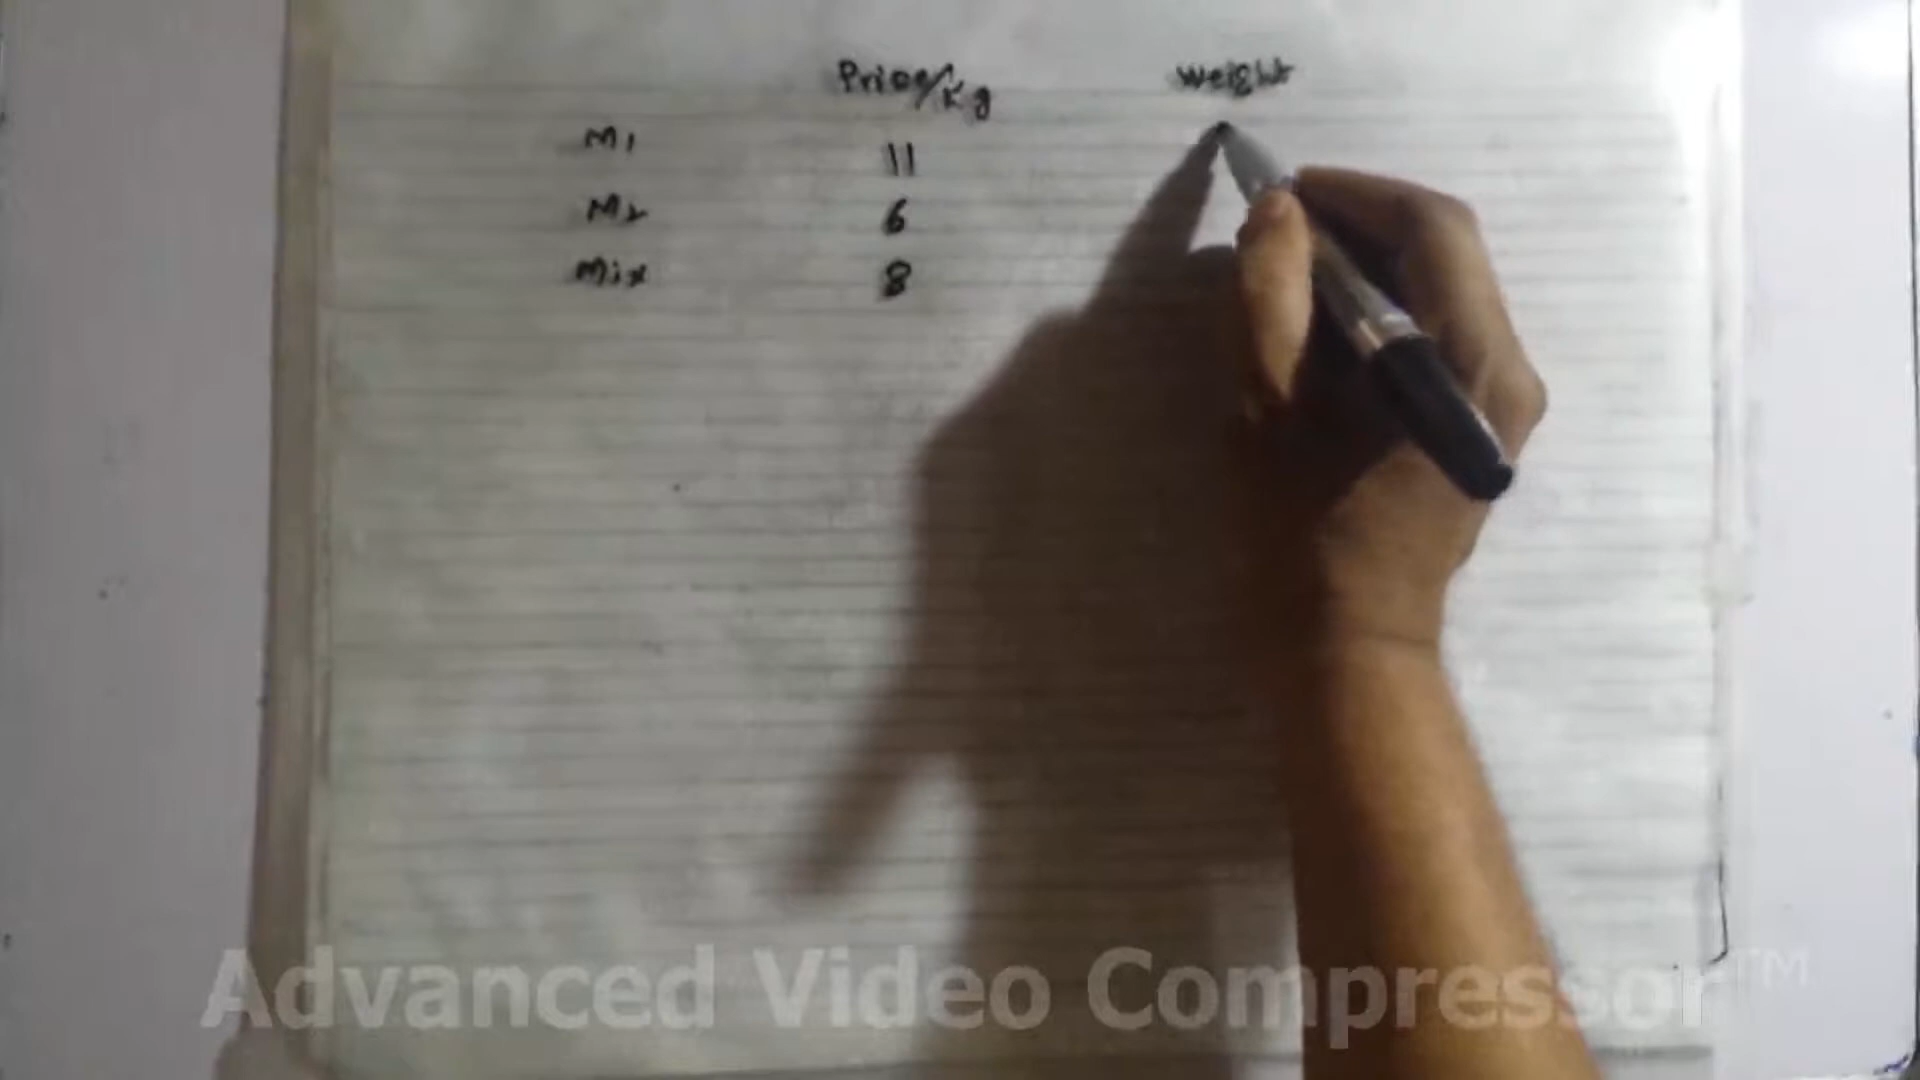 Price/Kg Weight
M1 11
M2 6
Mix 8
Advanced Video Compressor™